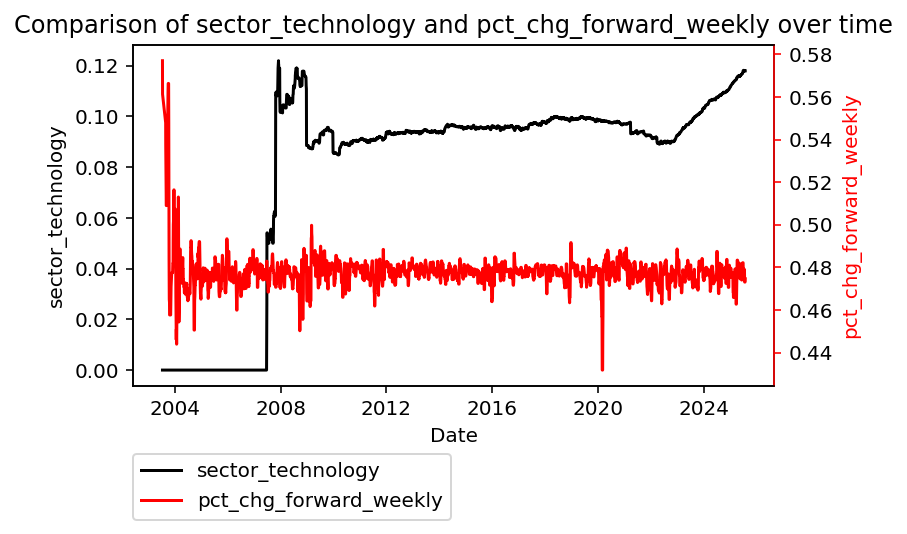 Comparison of sector_technology and pct_chg_forward_weekly over time
sector_technology
0.12
0.10
0.08
0.06
0.04
0.02
0.00
0.58
0.56
0.54
0.52
0.50
0.48
0.46
0.44
pct_chg_forward_weekly
2004 2008 2012 2016 2020 2024
Date
sector_technology
pct_chg_forward_weekly